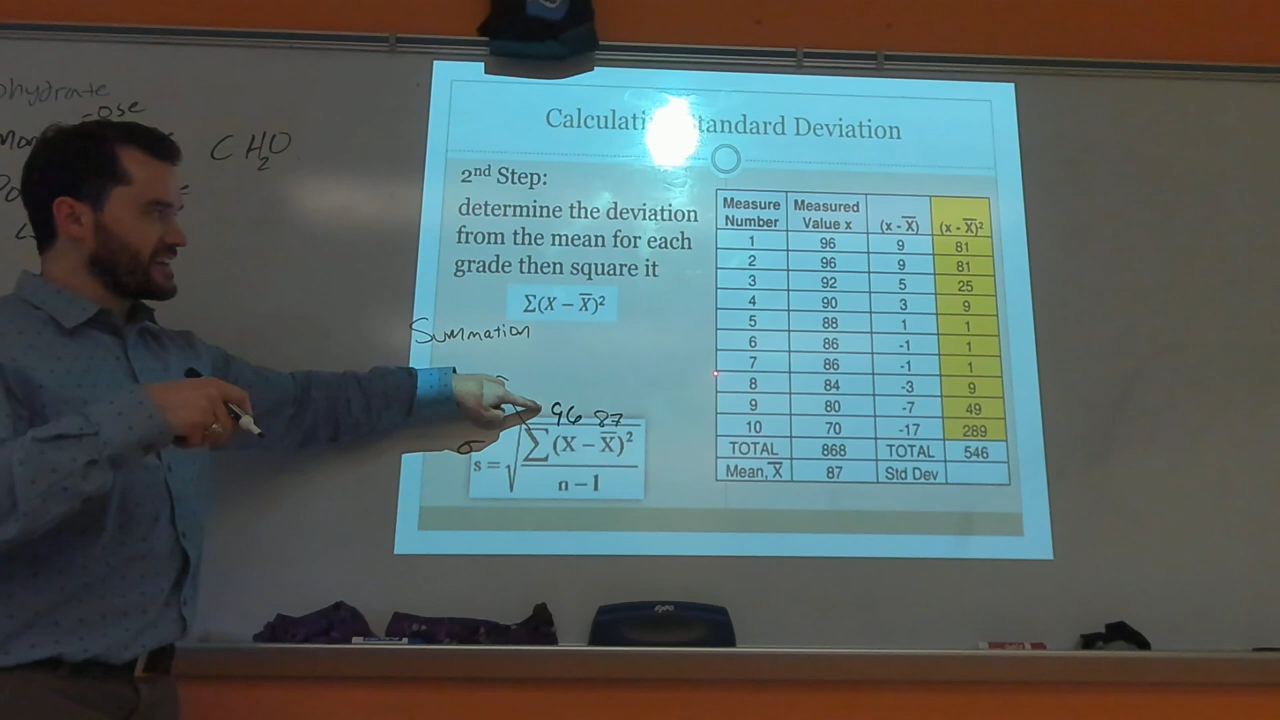 ohydrate
-ose
CH₂O
Calculati tandard Deviation
2nd Step:
determine the deviation
from the mean for each
grade then square it
Σ(X – X̅)²
Summation
96 87
σ
s = √ Σ(X – X̅)²
n – 1
Measure Number Measured Value x (x - X̅) (x - X̅)²
1 96 9 81
2 96 9 81
3 92 5 25
4 90 3 9
5 88 1 1
6 86 -1 1
7 86 -1 1
8 84 -3 9
9 80 -7 49
10 70 -17 289
TOTAL 868 TOTAL 546
Mean, X̅ 87 Std Dev
EXPO